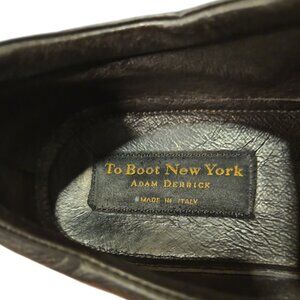 To Boot New York
ADAM DERRICK
MADE IN ITALY